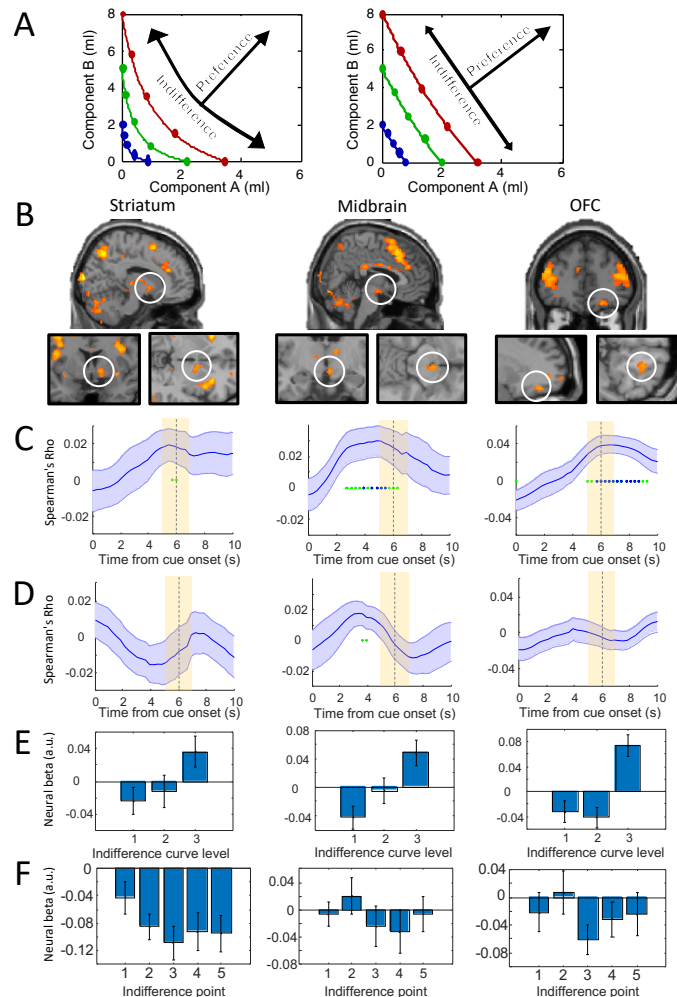 A
Component B (ml)
8
6
4
2
0
Preference
Indifference
0 2 4 6
Component A (ml)
Component B (ml)
8
6
4
2
0
Preference
Indifference
0 2 4 6
Component A (ml)
B
Striatum
Midbrain
OFC
C
Spearman's Rho
0.02
0
-0.02
0 2 4 6 8 10
Time from cue onset (s)
0.02
0
-0.02
0 2 4 6 8 10
Time from cue onset (s)
0.04
0
-0.04
0 2 4 6 8 10
Time from cue onset (s)
D
Spearman's Rho
0.01
0
-0.01
-0.02
0 2 4 6 8 10
Time from cue onset (s)
0.02
0
-0.02
0 2 4 6 8 10
Time from cue onset (s)
0.04
0
-0.04
0 2 4 6 8 10
Time from cue onset (s)
E
Neural beta (a.u.)
0.04
0
-0.04
1 2 3
Indifference curve level
0.08
0.04
0
-0.04
1 2 3
Indifference curve level
0.08
0.04
0
-0.04
1 2 3
Indifference curve level
F
Neural beta (a.u.)
0.00
-0.04
-0.08
-0.12
1 2 3 4 5
Indifference point
0.04
0
-0.04
-0.08
1 2 3 4 5
Indifference point
0.04
0
-0.04
-0.08
1 2 3 4 5
Indifference point